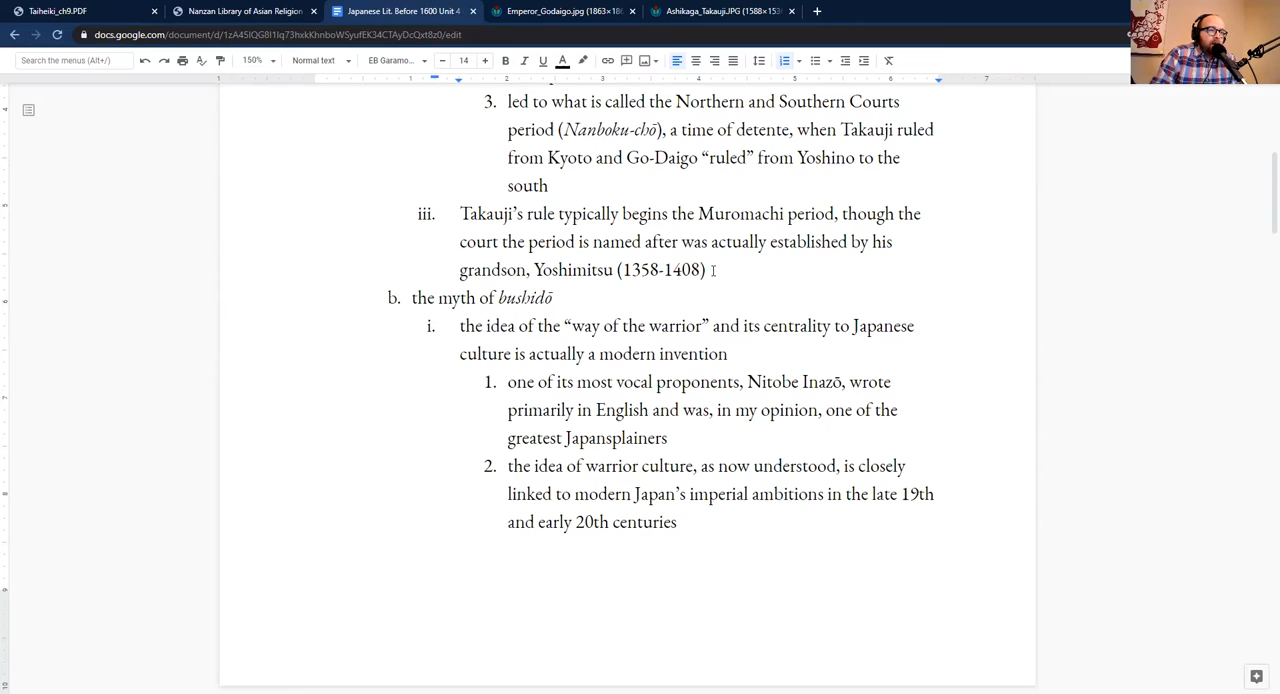 Taiheiki_ch9.PDF
Nanzan Library of Asian Religion
Japanese Lit. Before 1600 Unit 4
Emperor_Godaigo.jpg (1863×186
Ashikaga_Takauji.JPG (1588×153
docs.google.com/document/d/1zA45IQG8I1Iq73hxkKhnboWSyufEK34CTAyDcQxt8z0/edit
Search the menus (Alt+/)
150%
Normal text
EB Garamo...
14
3. led to what is called the Northern and Southern Courts
period (Nanboku-chō), a time of detente, when Takauji ruled
from Kyoto and Go-Daigo “ruled” from Yoshino to the
south
iii. Takauji’s rule typically begins the Muromachi period, though the
court the period is named after was actually established by his
grandson, Yoshimitsu (1358-1408)
b. the myth of bushidō
i. the idea of the “way of the warrior” and its centrality to Japanese
culture is actually a modern invention
1. one of its most vocal proponents, Nitobe Inazō, wrote
primarily in English and was, in my opinion, one of the
greatest Japansplainers
2. the idea of warrior culture, as now understood, is closely
linked to modern Japan’s imperial ambitions in the late 19th
and early 20th centuries